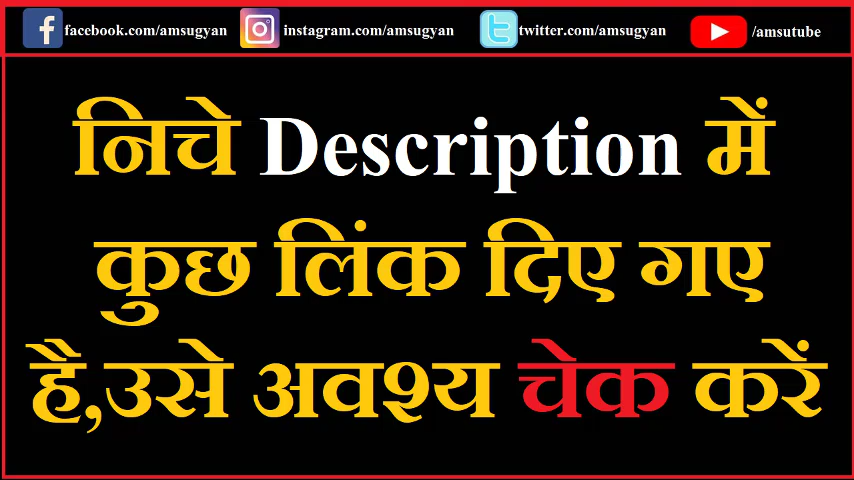 facebook.com/amsugyan instagram.com/amsugyan twitter.com/amsugyan /amsutube
निचे Description में
कुछ लिंक दिए गए
है,उसे अवश्य चेक करें